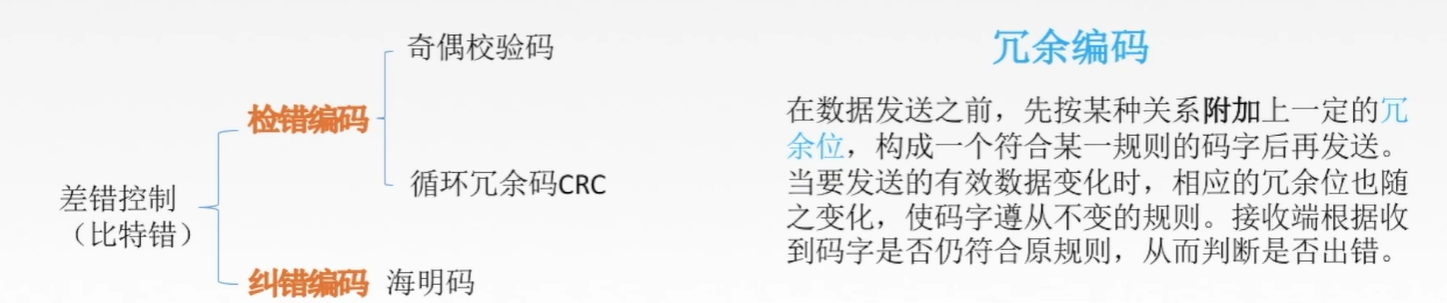 差错控制
（比特错）
检错编码
奇偶校验码
循环冗余码CRC
纠错编码 海明码
冗余编码
在数据发送之前，先按某种关系附加上一定的冗
余位，构成一个符合某一规则的码字后再发送。
当要发送的有效数据变化时，相应的冗余位也随
之变化，使码字遵从不变的规则。接收端根据收
到码字是否仍符合原规则，从而判断是否出错。